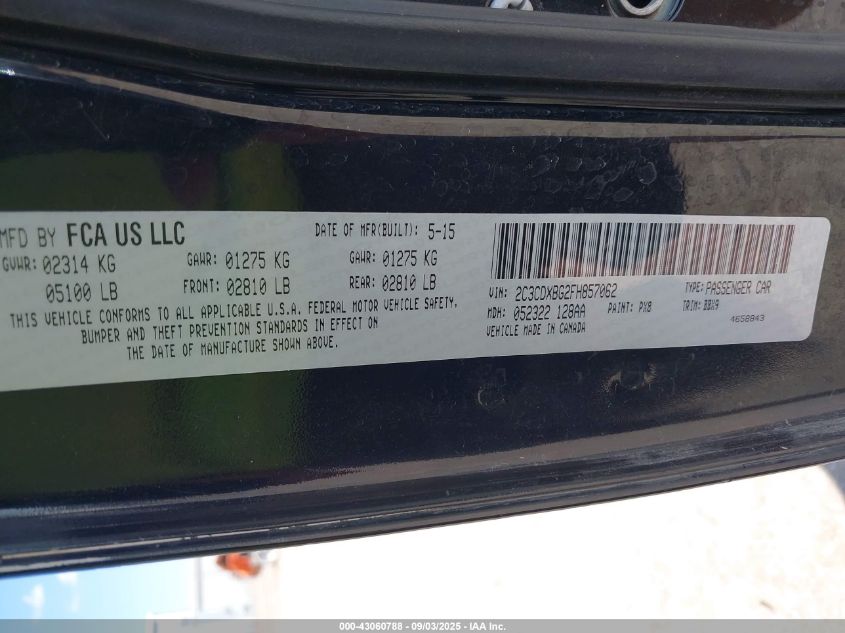 MFD BY FCA US LLC
DATE OF MFR(BUILT): 5-15
GVWR: 02314 KG
GAWR: 01275 KG
GAWR: 01275 KG
05100 LB
FRONT: 02810 LB
REAR: 02810 LB
THIS VEHICLE CONFORMS TO ALL APPLICABLE U.S.A. FEDERAL MOTOR VEHICLE SAFETY,
BUMPER AND THEFT PREVENTION STANDARDS IN EFFECT ON
THE DATE OF MANUFACTURE SHOWN ABOVE.
VIN: 2C3CDXBG2FH857062
TYPE: PASSENGER CAR
MDH: 052322 128AA
PAINT: PX8
TRIM: BBX9
VEHICLE MADE IN CANADA
4658843
000-43060788 - 09/03/2025 - IAA Inc.